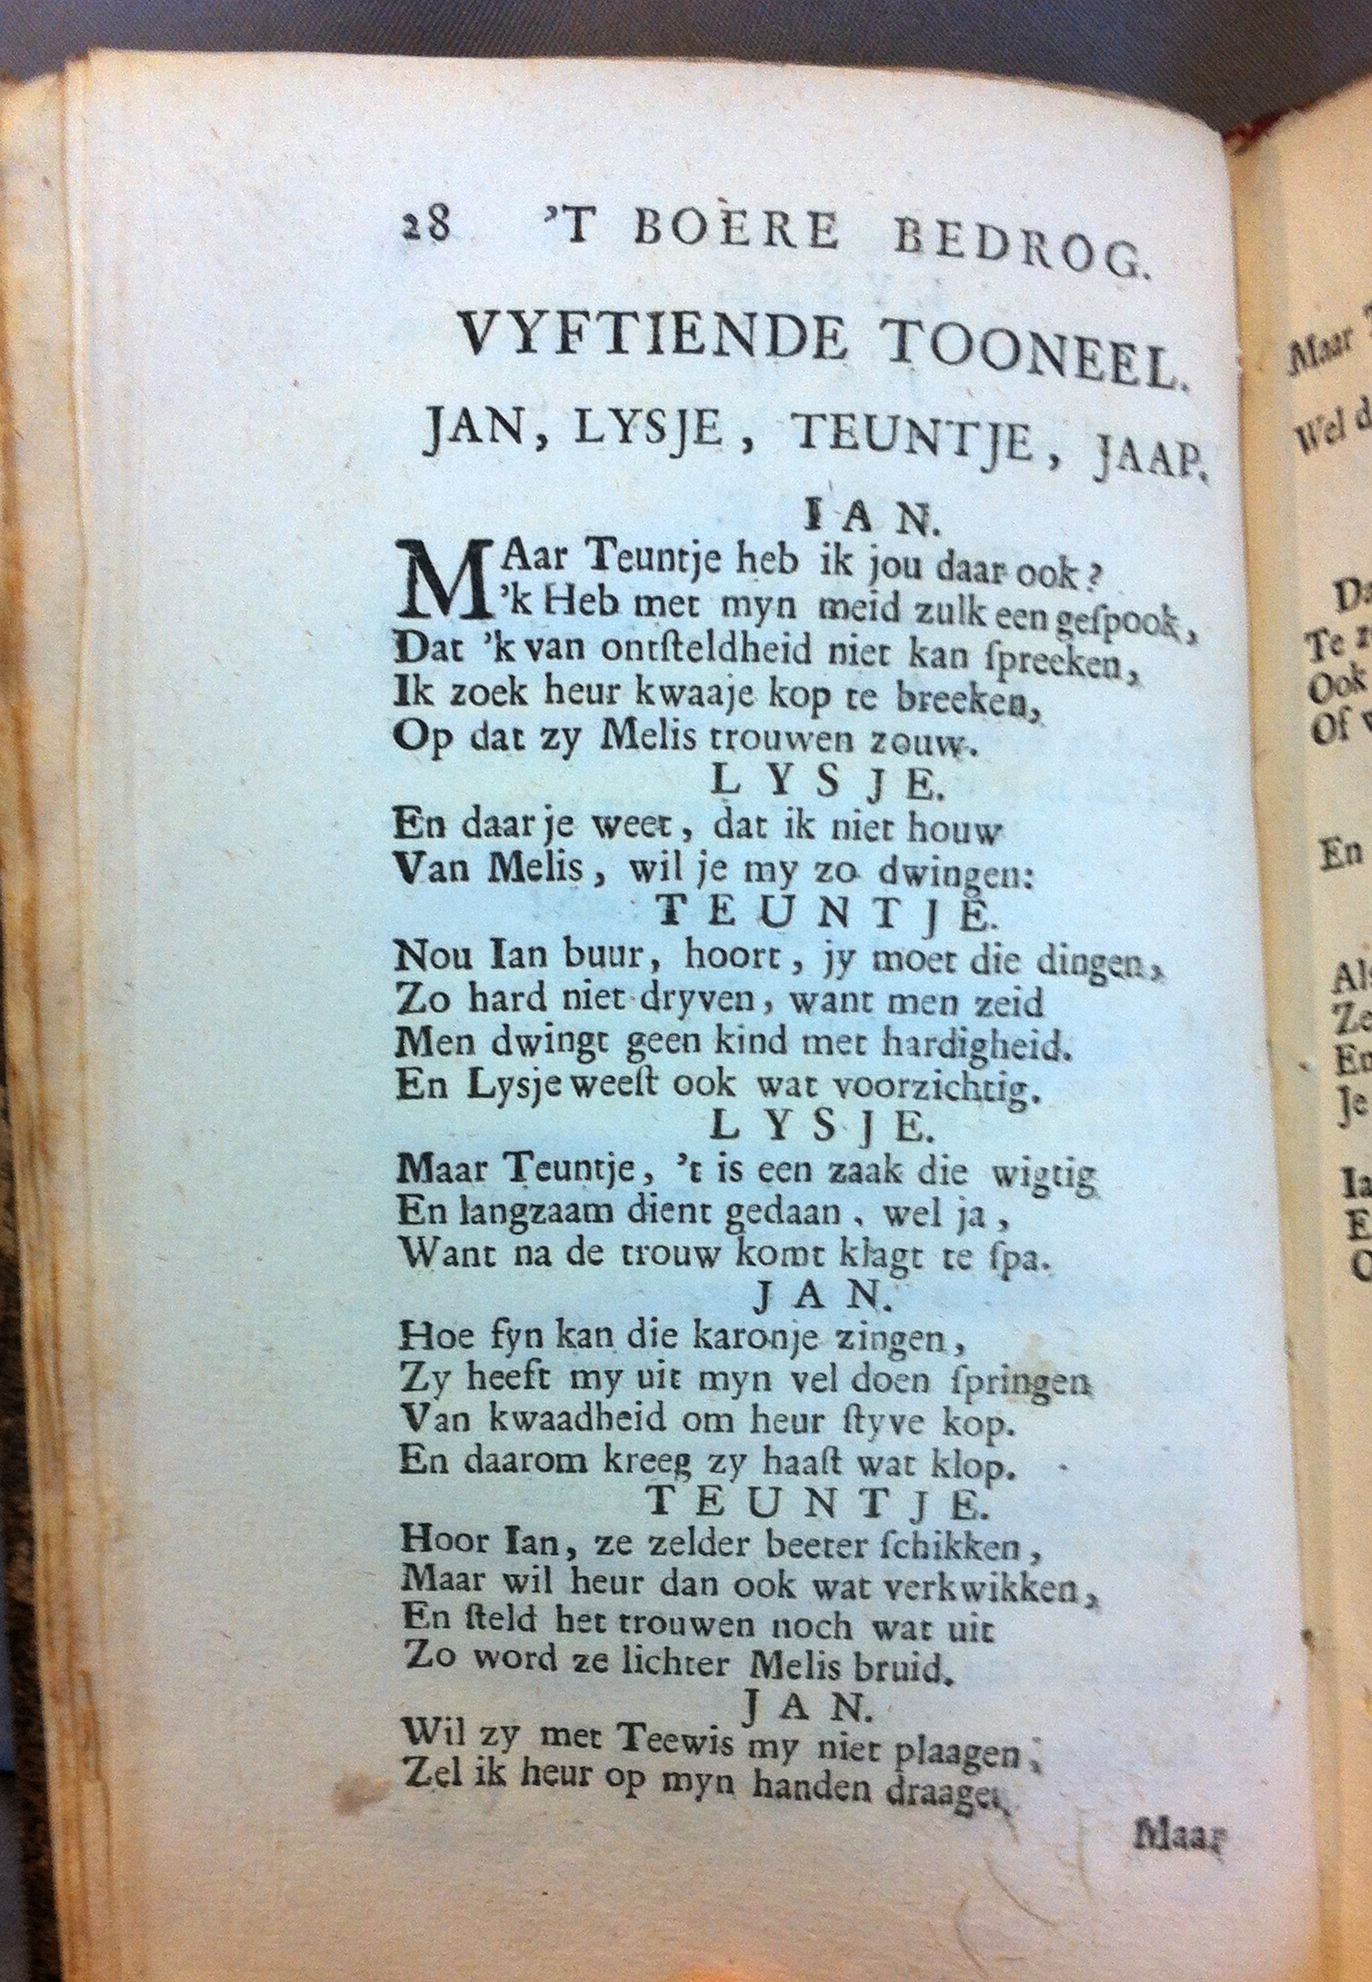 28 'T BOERE BEDROG.
VYFTIENDE TOONEEL.
JAN, LYSJE, TEUNTJE, JAAP.
IAN.
MAar Teuntje heb ik jou daar ook?
'k Heb met myn meid zulk een geſpook,
Dat 'k van ontſteldheid niet kan ſpreeken,
Ik zoek heur kwaaje kop te breeken,
Op dat zy Melis trouwen zouw.
LYSJE.
En daar je weet, dat ik niet houw
Van Melis, wil je my zo dwingen:
TEUNTJE.
Nou Ian buur, hoort, jy moet die dingen,
Zo hard niet dryven, want men zeid
Men dwingt geen kind met hardigheid.
En Lysje weeſt ook wat voorzichtig.
LYSJE.
Maar Teuntje, 't is een zaak die wigtig
En langzaam dient gedaan, wel ja,
Want na de trouw komt klagt te ſpa.
JAN.
Hoe fyn kan die karonje zingen,
Zy heeft my uit myn vel doen ſpringen
Van kwaadheid om heur ſtyve kop.
En daarom kreeg zy haaſt wat klop.
TEUNTJE.
Hoor Ian, ze zelder beeter ſchikken,
Maar wil heur dan ook wat verkwikken,
En ſteld het trouwen noch wat uit
Zo word ze lichter Melis bruid.
JAN.
Wil zy met Teewis my niet plaagen,
Zel ik heur op myn handen draagen
Maar
Maar
Wel
Te
Ook
Of
En
Je